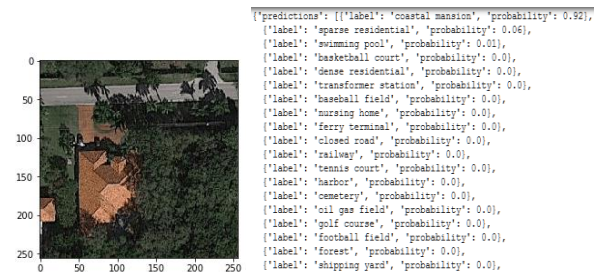 {'predictions': [{'label': 'coastal mansion', 'probability': 0.92},
{'label': 'sparse residential', 'probability': 0.06},
{'label': 'swimming pool', 'probability': 0.01},
{'label': 'basketball court', 'probability': 0.0},
{'label': 'dense residential', 'probability': 0.0},
{'label': 'transformer station', 'probability': 0.0},
{'label': 'baseball field', 'probability': 0.0},
{'label': 'nursing home', 'probability': 0.0},
{'label': 'ferry terminal', 'probability': 0.0},
{'label': 'closed road', 'probability': 0.0},
{'label': 'railway', 'probability': 0.0},
{'label': 'tennis court', 'probability': 0.0},
{'label': 'harbor', 'probability': 0.0},
{'label': 'cemetery', 'probability': 0.0},
{'label': 'oil gas field', 'probability': 0.0},
{'label': 'golf course', 'probability': 0.0},
{'label': 'football field', 'probability': 0.0},
{'label': 'forest', 'probability': 0.0},
{'label': 'shipping yard', 'probability': 0.0},
0
50
100
150
200
250
0 50 100 150 200 250